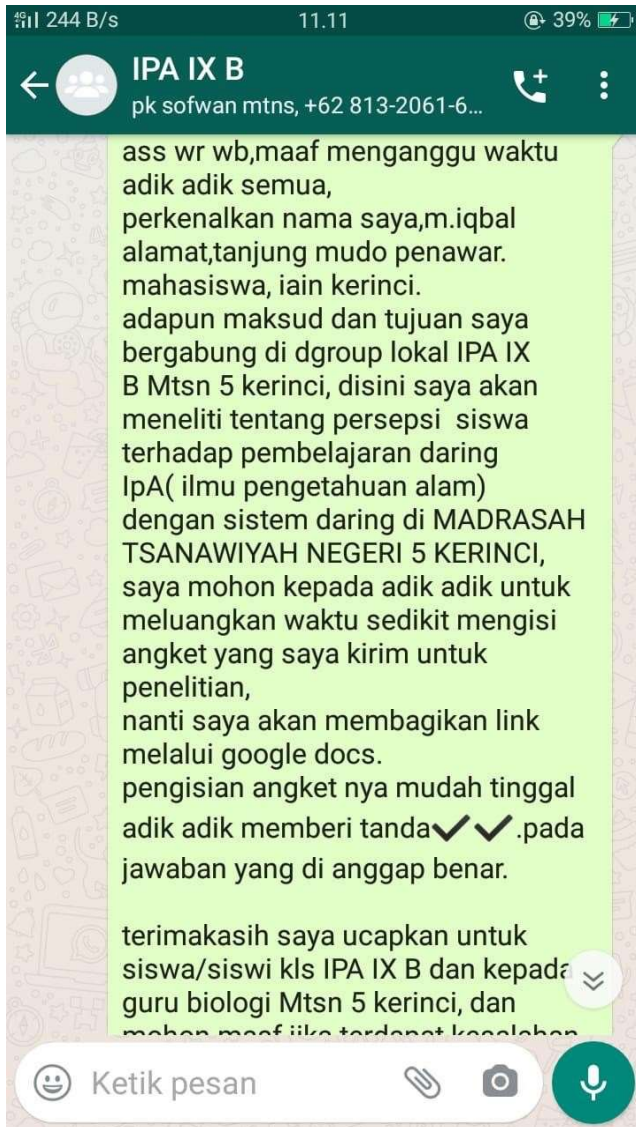 244 B/s 11.11 39%
IPA IX B
pk sofwan mtns, +62 813-2061-6...
ass wr wb,maaf menganggu waktu
adik adik semua,
perkenalkan nama saya,m.iqbal
alamat,tanjung mudo penawar.
mahasiswa, iain kerinci.
adapun maksud dan tujuan saya
bergabung di dgroup lokal IPA IX
B Mtsn 5 kerinci, disini saya akan
meneliti tentang persepsi siswa
terhadap pembelajaran daring
IpA( ilmu pengetahuan alam)
dengan sistem daring di MADRASAH
TSANAWIYAH NEGERI 5 KERINCI,
saya mohon kepada adik adik untuk
meluangkan waktu sedikit mengisi
angket yang saya kirim untuk
penelitian,
nanti saya akan membagikan link
melalui google docs.
pengisian angket nya mudah tinggal
adik adik memberi tanda✔✔.pada
jawaban yang di anggap benar.
terimakasih saya ucapkan untuk
siswa/siswi kls IPA IX B dan kepada
guru biologi Mtsn 5 kerinci, dan
mohon maaf jika terdapat kesalahan
Ketik pesan